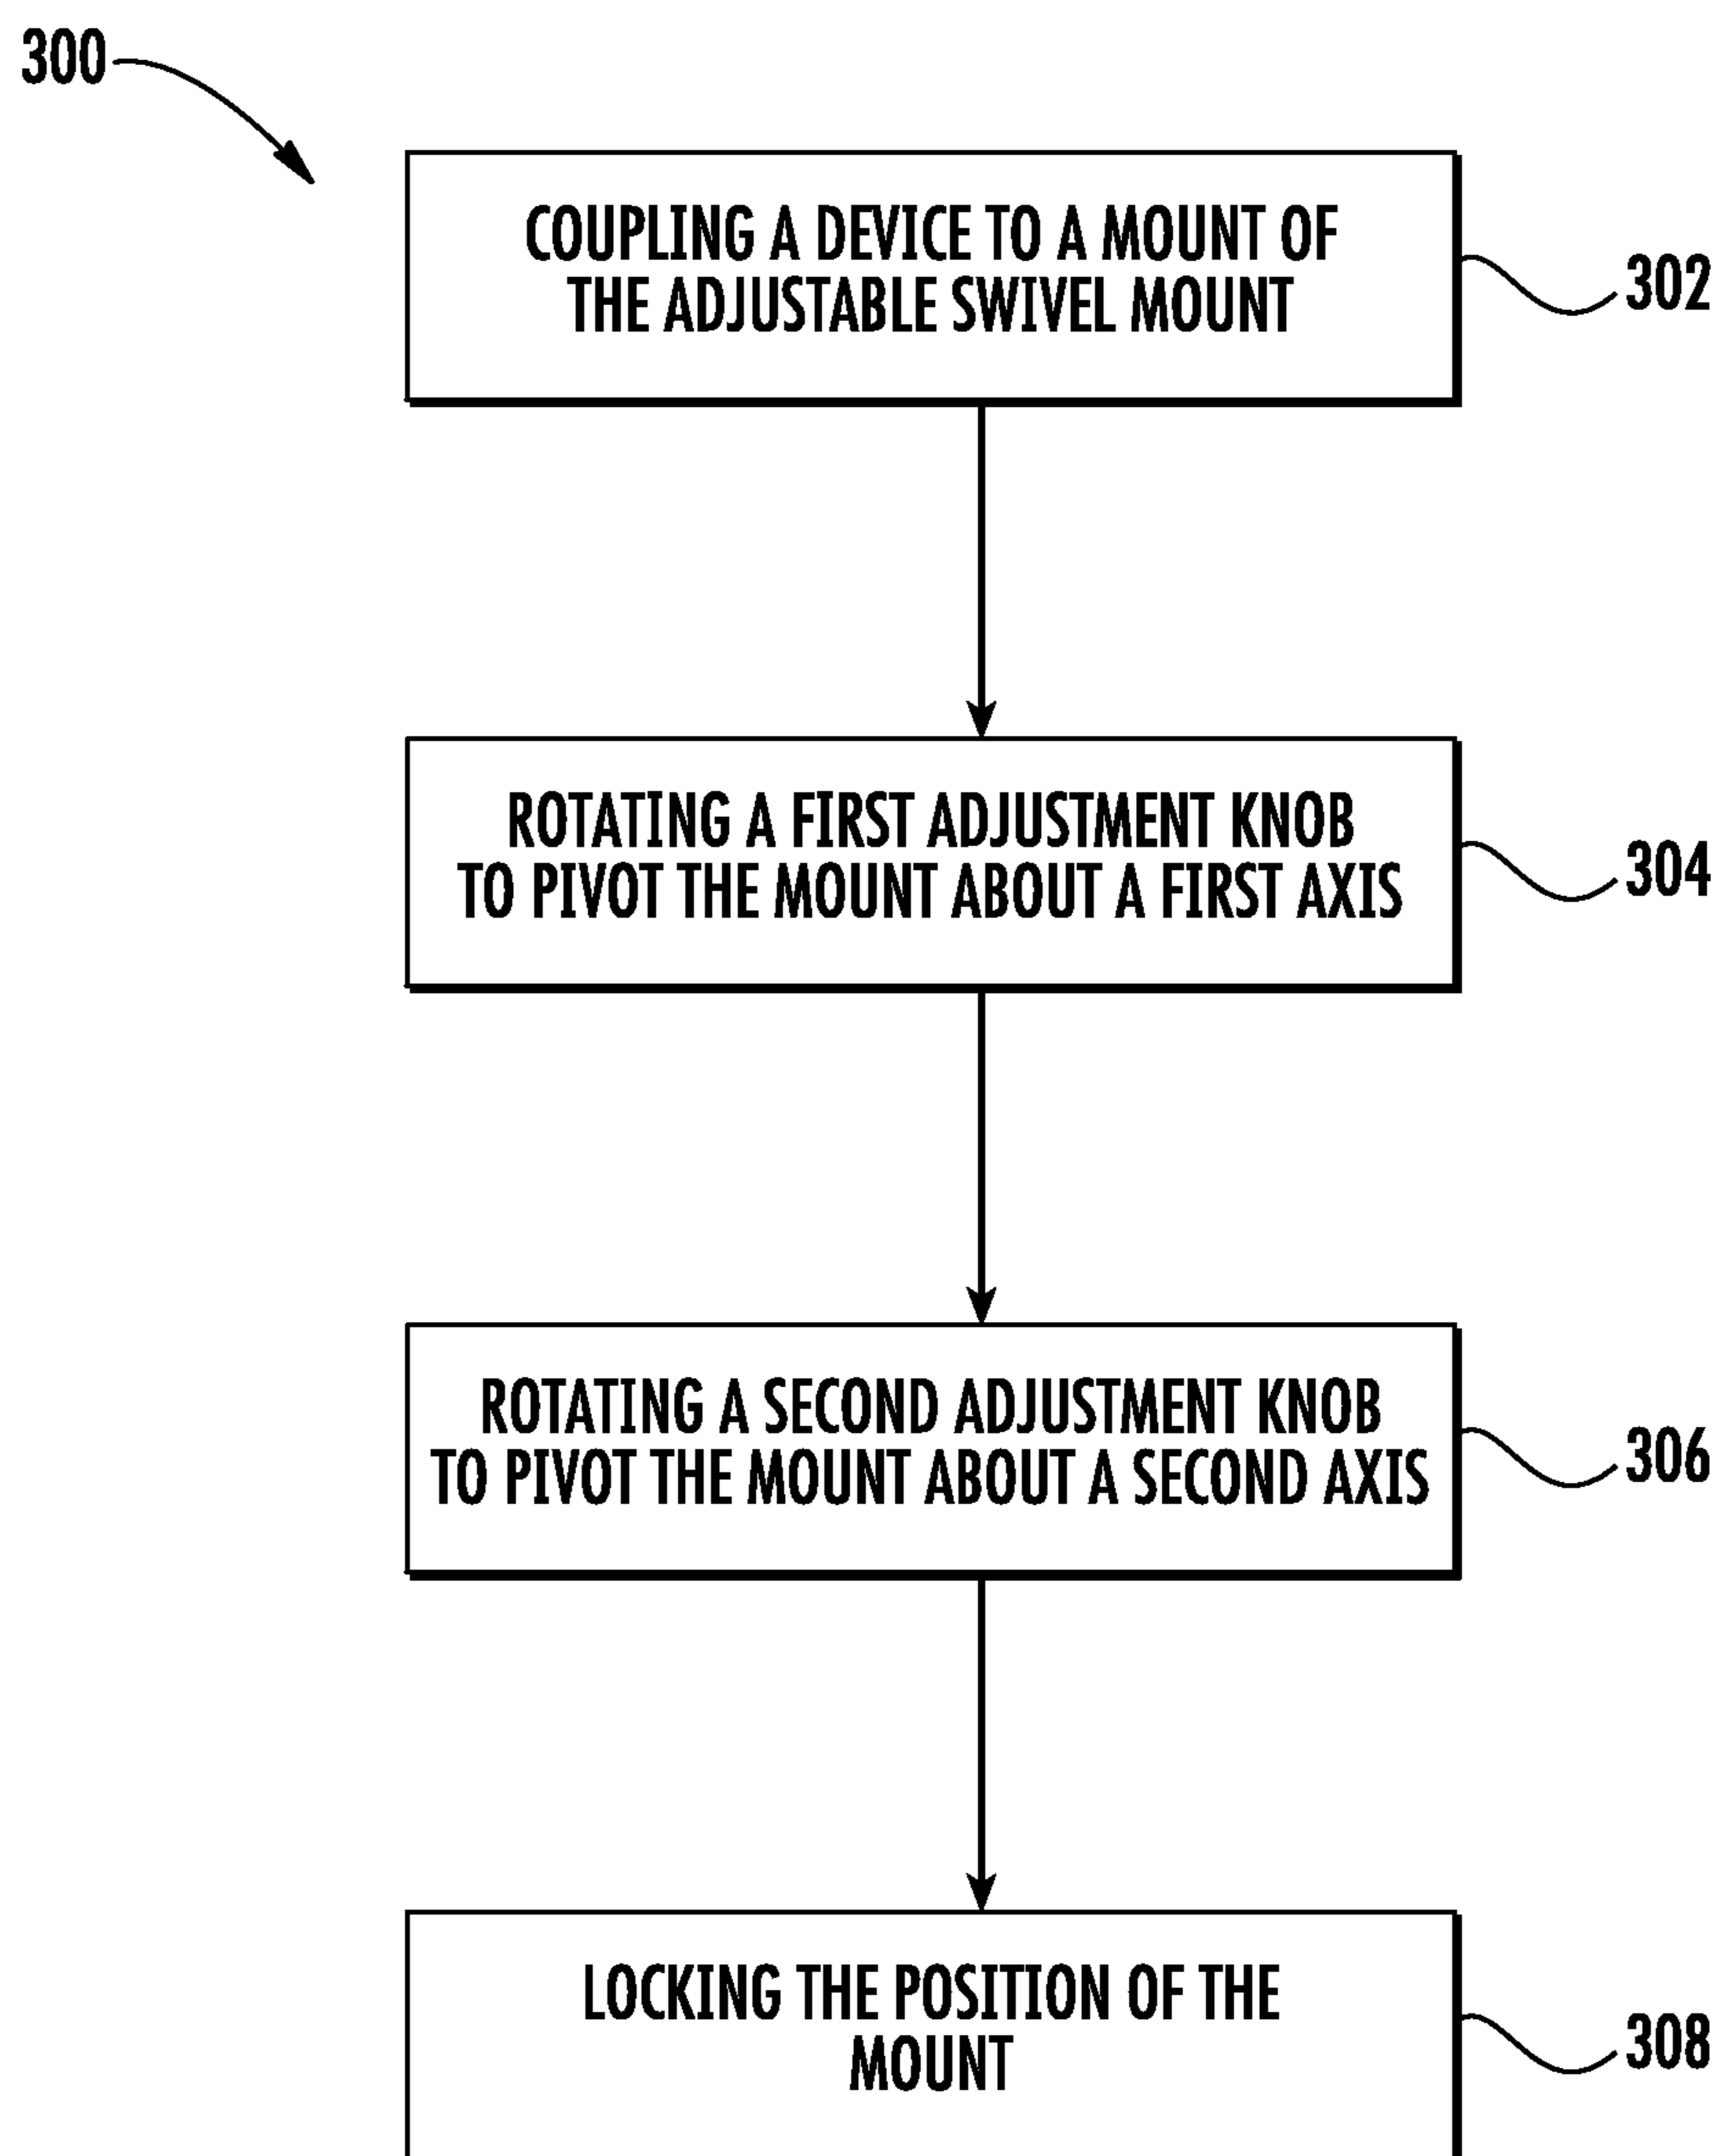 300
COUPLING A DEVICE TO A MOUNT OF
THE ADJUSTABLE SWIVEL MOUNT
302
ROTATING A FIRST ADJUSTMENT KNOB
TO PIVOT THE MOUNT ABOUT A FIRST AXIS
304
ROTATING A SECOND ADJUSTMENT KNOB
TO PIVOT THE MOUNT ABOUT A SECOND AXIS
306
LOCKING THE POSITION OF THE
MOUNT
308